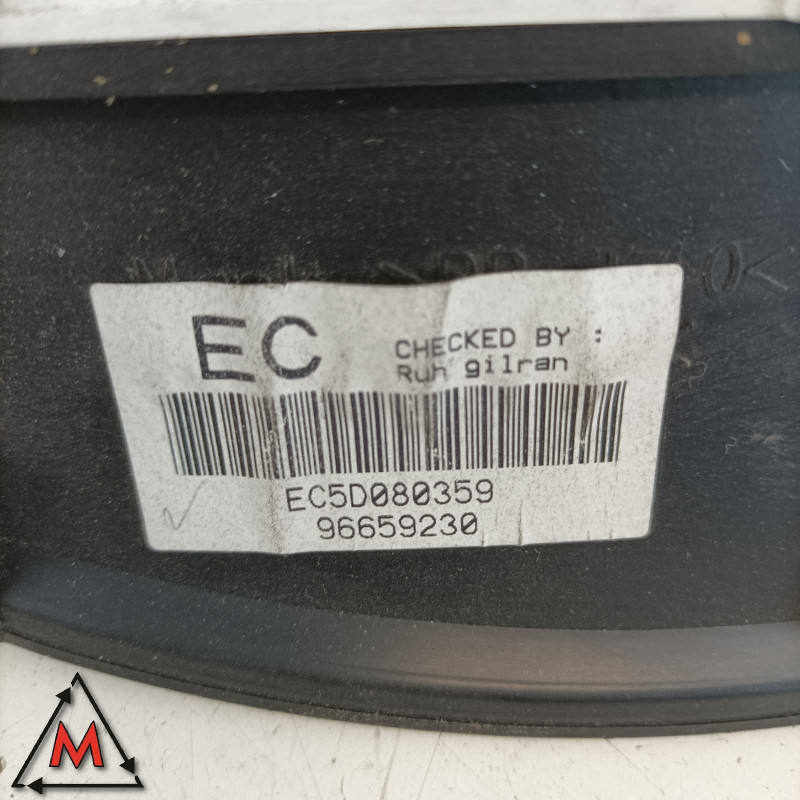 EC
CHECKED BY :
Ruh gilran
EC5D080359
96659230
M